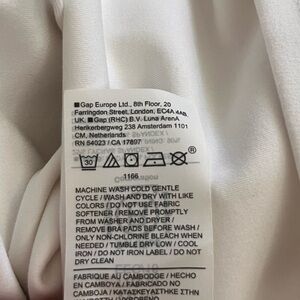 ■Gap Europe Ltd., 8th Floor, 20
Farringdon Street, London, EC4A 4AB,
UK. ■Gap (RHC) B.V. Luna ArenA
Herikerbergweg 238 Amsterdam 1101
CM, Netherlands
RN 54023 / CA 17897
30
1166
MACHINE WASH COLD GENTLE
CYCLE / WASH AND DRY WITH LIKE
COLORS / DO NOT USE FABRIC
SOFTENER / REMOVE PROMPTLY
FROM WASHER AND DRYER /
REMOVE BRA PADS BEFORE WASH /
ONLY NON-CHLORINE BLEACH WHEN
NEEDED / TUMBLE DRY LOW / COOL
IRON / DO NOT IRON LABEL / DO NOT
DRY CLEAN
FABRIQUÉ AU CAMBODGE / HECHO
EN CAMBOYA / FABRICADO NO
CAMBOJA / ΚΑΤΑΣΚΕΥΑΣΤΗΚΕ ΣΤΗΝ